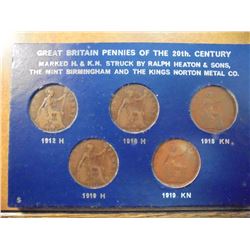 GREAT BRITAIN PENNIES OF THE 20th. CENTURY
MARKED H. & K.N. STRUCK BY RALPH HEATON & SONS,
THE MINT BIRMINGHAM AND THE KINGS NORTON METAL CO.
1912 H
1918 H
1918 KN
1919 H
1919 KN
S